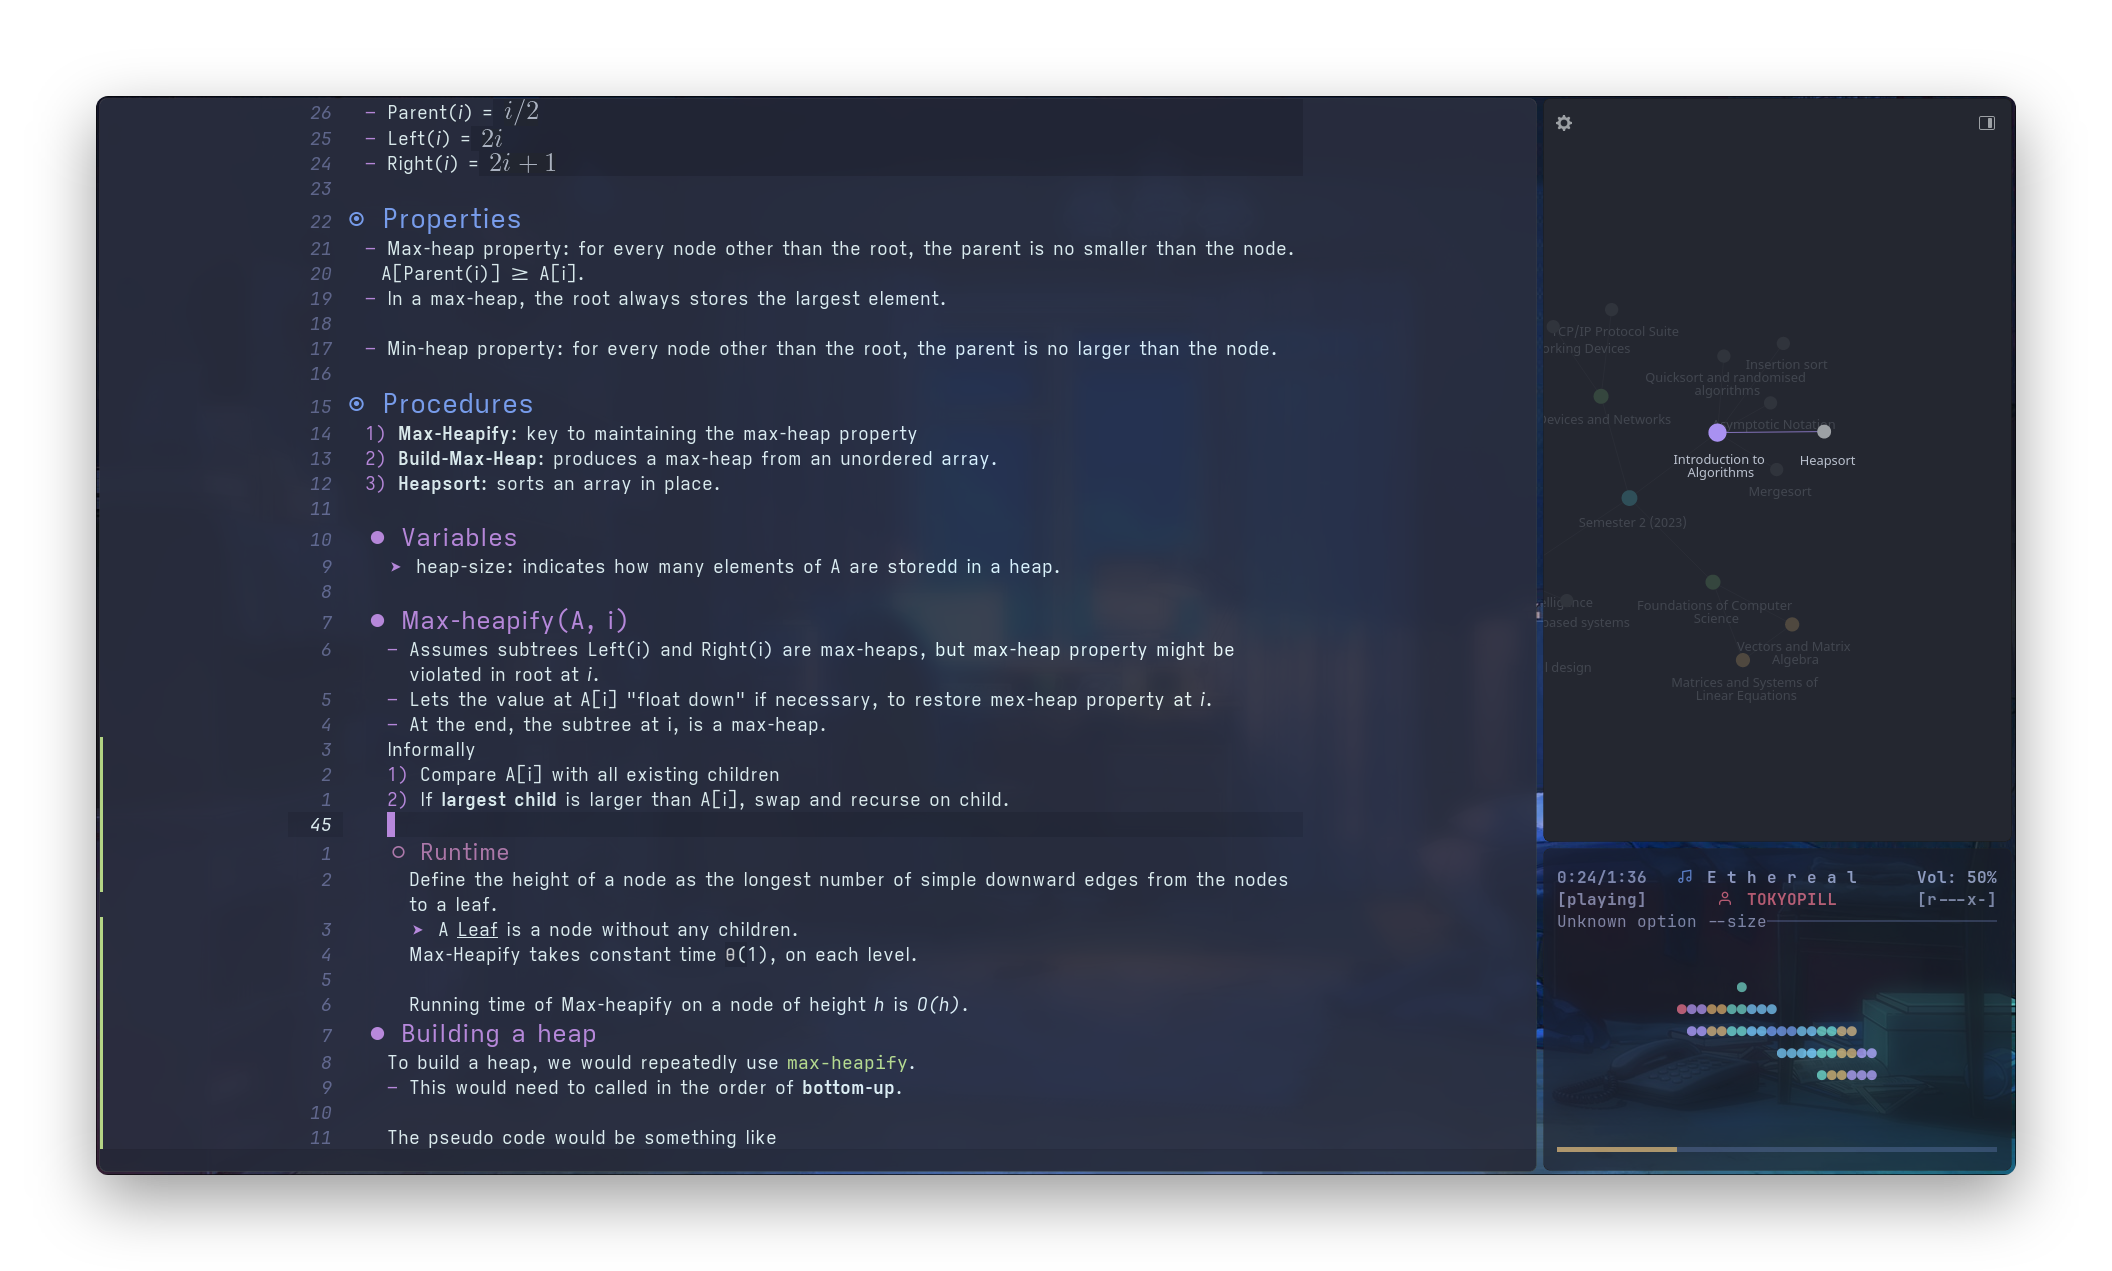 26 – Parent(i) = i/2
25 – Left(i) = 2i
24 – Right(i) = 2i + 1
23
22 Properties
21 – Max-heap property: for every node other than the root, the parent is no smaller than the node.
20 A[Parent(i)] ≥ A[i].
19 – In a max-heap, the root always stores the largest element.
18
17 – Min-heap property: for every node other than the root, the parent is no larger than the node.
16
15 Procedures
14 1) Max-Heapify: key to maintaining the max-heap property
13 2) Build-Max-Heap: produces a max-heap from an unordered array.
12 3) Heapsort: sorts an array in place.
11
10 Variables
9 ➤ heap-size: indicates how many elements of A are storedd in a heap.
8
7 Max-heapify(A, i)
6 – Assumes subtrees Left(i) and Right(i) are max-heaps, but max-heap property might be
violated in root at i.
5 – Lets the value at A[i] "float down" if necessary, to restore mex-heap property at i.
4 – At the end, the subtree at i, is a max-heap.
3 Informally
2 1) Compare A[i] with all existing children
1 2) If largest child is larger than A[i], swap and recurse on child.
45
1 Runtime
2 Define the height of a node as the longest number of simple downward edges from the nodes
to a leaf.
3 ➤ A Leaf is a node without any children.
4 Max-Heapify takes constant time θ(1), on each level.
5
6 Running time of Max-heapify on a node of height h is O(h).
7 Building a heap
8 To build a heap, we would repeatedly use max-heapify.
9 – This would need to called in the order of bottom-up.
10
11 The pseudo code would be something like
TCP/IP Protocol Suite
orking Devices
Insertion sort
Quicksort and randomised
algorithms
Devices and Networks
Asymptotic Notation
Introduction to
Algorithms
Heapsort
Mergesort
Semester 2 (2023)
elligence
based systems
Foundations of Computer
Science
Vectors and Matrix
Algebra
l design
Matrices and Systems of
Linear Equations
0:24/1:36 E t h e r e a l Vol: 50%
[playing] TOKYOPILL [r---x-]
Unknown option --size